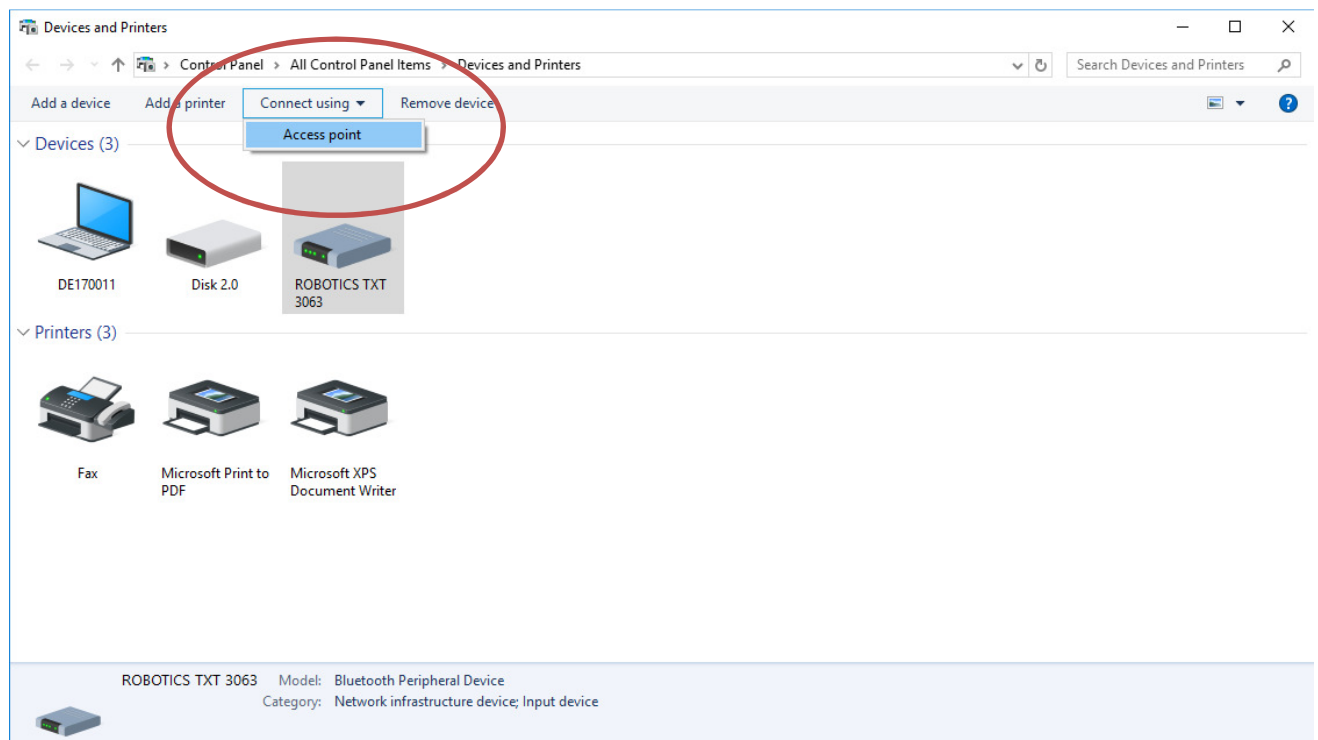 Devices and Printers
Control Panel > All Control Panel Items > Devices and Printers
Search Devices and Printers
Add a device
Add a printer
Connect using
Remove device
Access point
Devices (3)
DE170011
Disk 2.0
ROBOTICS TXT
3063
Printers (3)
Fax
Microsoft Print to
PDF
Microsoft XPS
Document Writer
ROBOTICS TXT 3063
Model: Bluetooth Peripheral Device
Category: Network infrastructure device; Input device